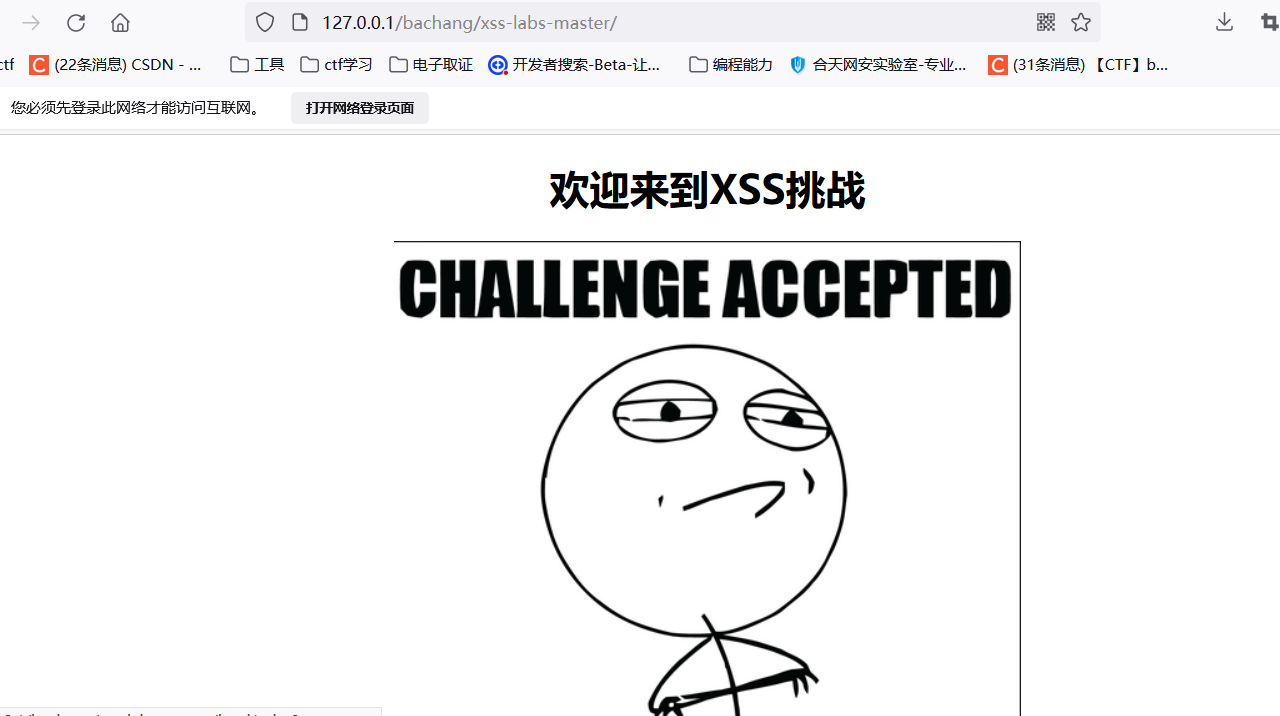 127.0.0.1/bachang/xss-labs-master/
ctf
C (22条消息) CSDN - ...
工具
ctf学习
电子取证
开发者搜索-Beta-让...
编程能力
合天网安实验室-专业...
C (31条消息) 【CTF】b...
您必须先登录此网络才能访问互联网。
打开网络登录页面
欢迎来到XSS挑战
CHALLENGE ACCEPTED